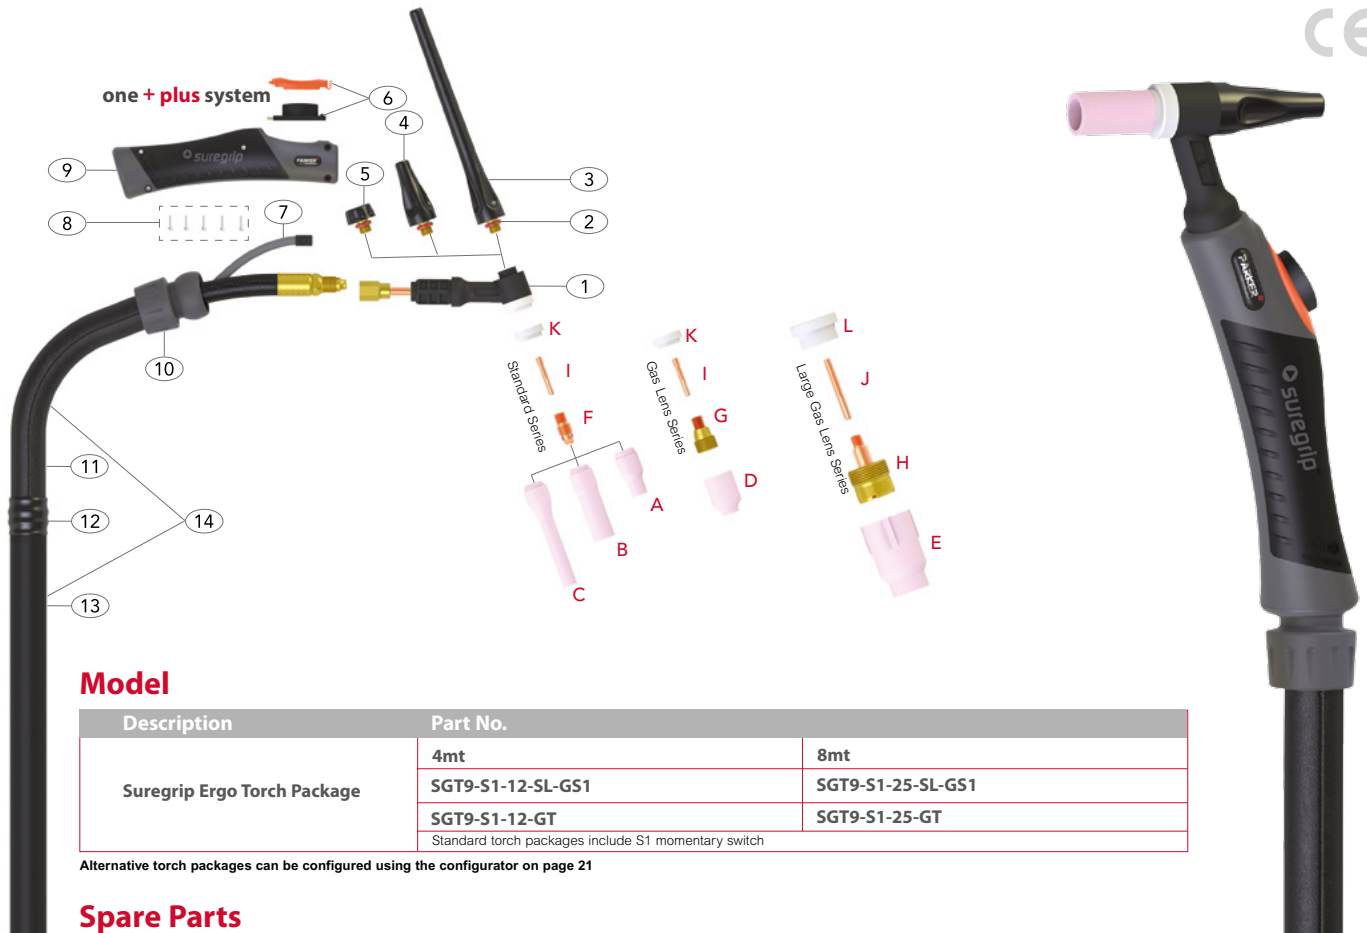 CE
one + plus system
6
4
suregrip
PARKER
9
5
3
8
7
2
1
10
K
K
L
Standard Series
I
Gas Lens Series
I
Large Gas Lens Series
J
F
G
H
11
D
A
12
14
B
E
C
13
PARKER
suregrip
Model
Description Part No.
4mt 8mt
Suregrip Ergo Torch Package
SGT9-S1-12-SL-GS1 SGT9-S1-25-SL-GS1
SGT9-S1-12-GT SGT9-S1-25-GT
Standard torch packages include S1 momentary switch
Alternative torch packages can be configured using the configurator on page 21
Spare Parts